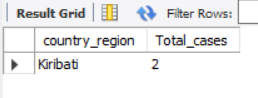 Result Grid Filter Rows:
country_region Total_cases
Kiribati 2